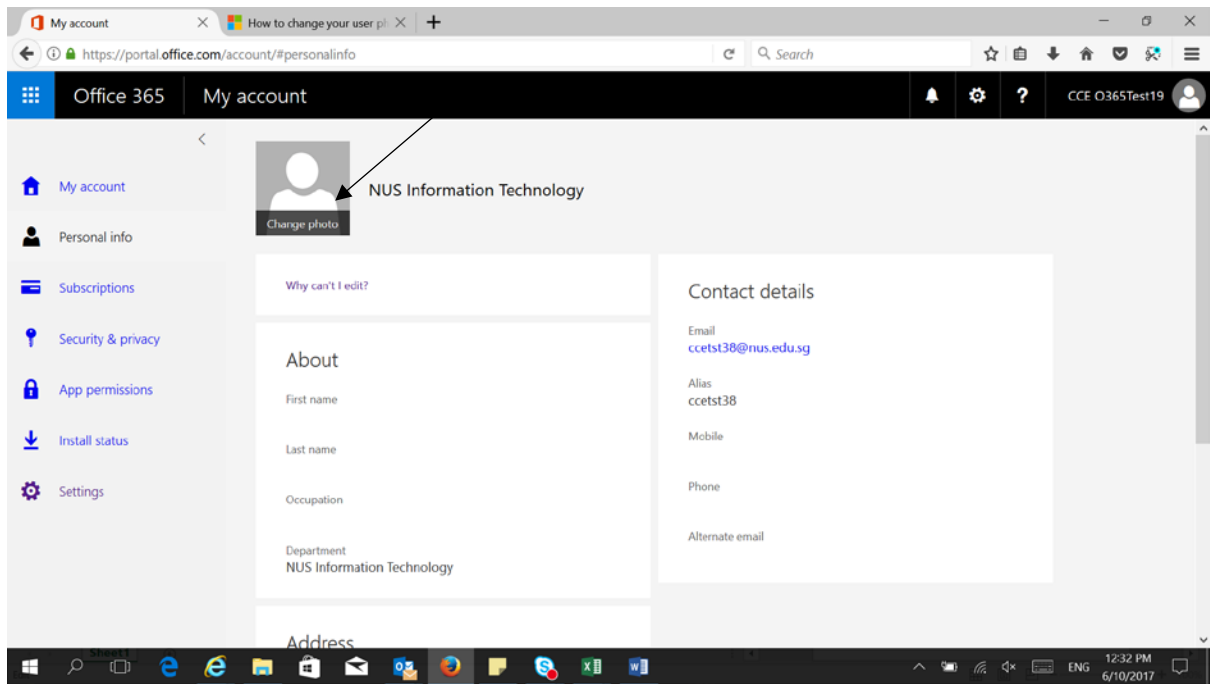 My account
How to change your user ph
https://portal.office.com/account/#personalinfo
Search
Office 365
My account
?
CCE O365Test19
My account
Personal info
Subscriptions
Security & privacy
App permissions
Install status
Settings
Change photo
NUS Information Technology
Why can't I edit?
About
First name
Last name
Occupation
Department
NUS Information Technology
Address
Contact details
Email
ccetst38@nus.edu.sg
Alias
ccetst38
Mobile
Phone
Alternate email
Sheet1
ENG
12:32 PM
6/10/2017